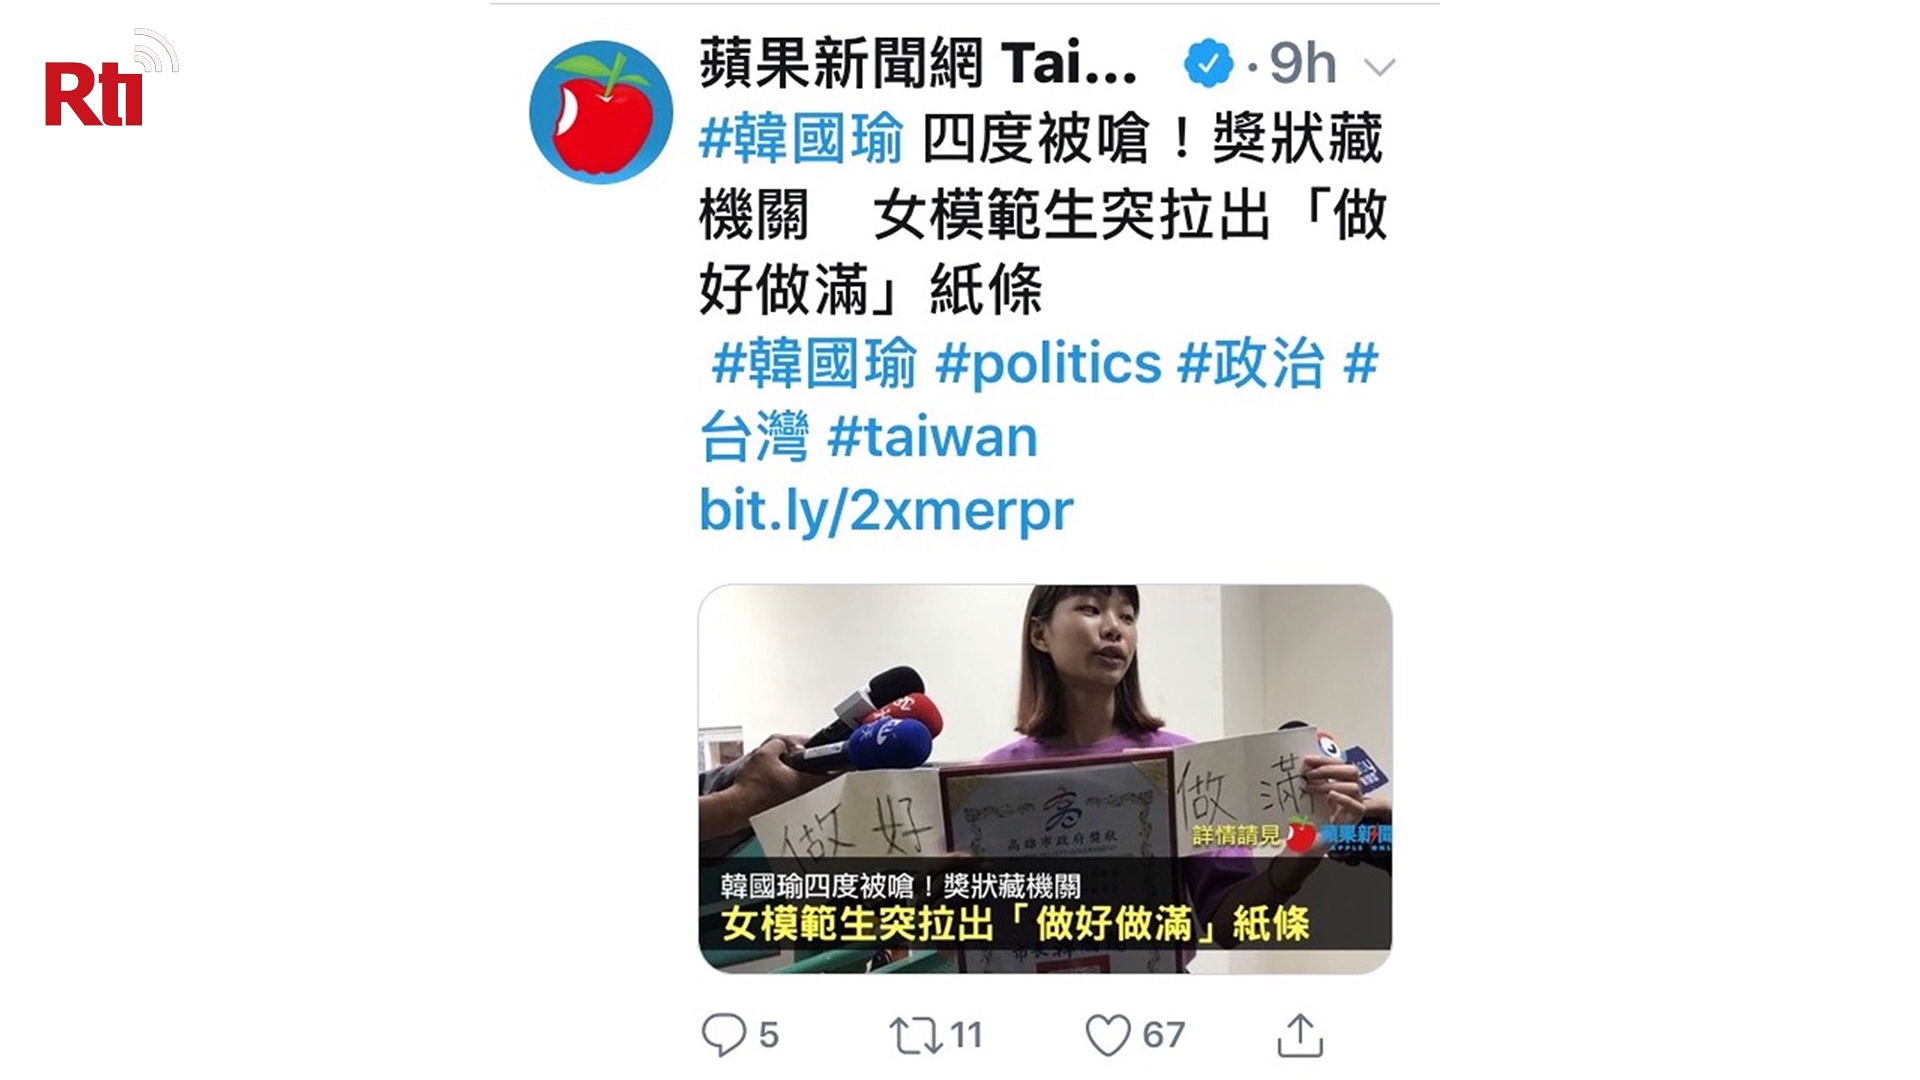 Rti
蘋果新聞網 Tai... · 9h
#韓國瑜 四度被嗆！獎狀藏
機關　女模範生突拉出「做
好做滿」紙條
#韓國瑜 #politics #政治 #
台灣 #taiwan
bit.ly/2xmerpr
做好
做滿
高雄市政府獎狀
詳情請見 蘋果新聞
韓國瑜四度被嗆！獎狀藏機關
女模範生突拉出「做好做滿」紙條
5 11 67